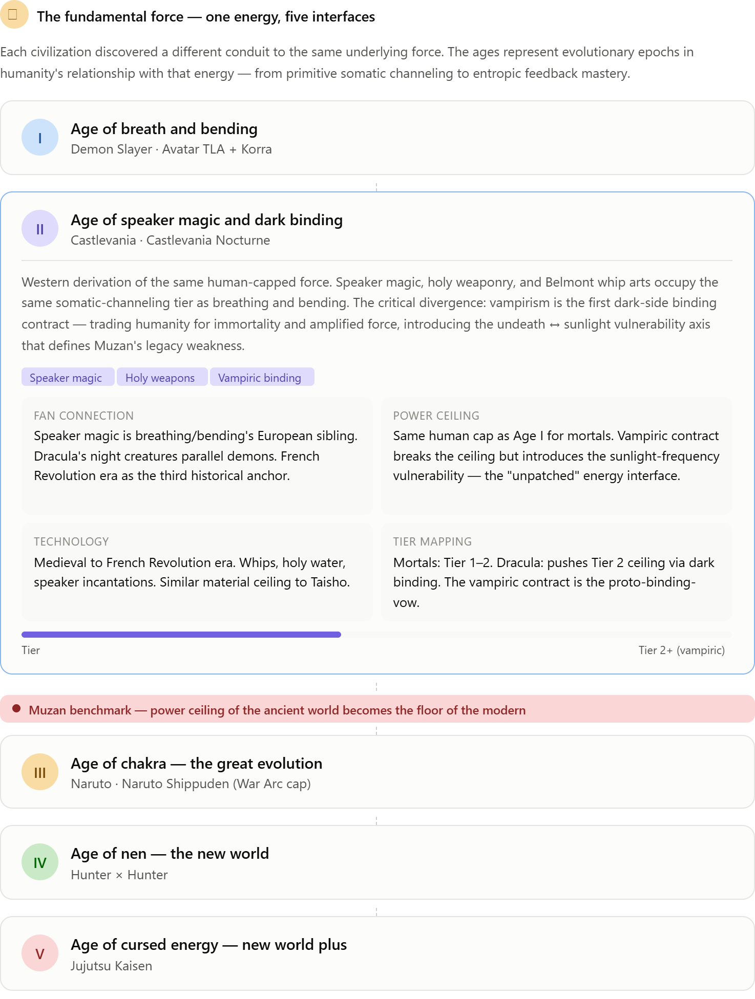 The fundamental force — one energy, five interfaces
Each civilization discovered a different conduit to the same underlying force. The ages represent evolutionary epochs in
humanity's relationship with that energy — from primitive somatic channeling to entropic feedback mastery.
I
Age of breath and bending
Demon Slayer · Avatar TLA + Korra
II
Age of speaker magic and dark binding
Castlevania · Castlevania Nocturne
Western derivation of the same human-capped force. Speaker magic, holy weaponry, and Belmont whip arts occupy the
same somatic-channeling tier as breathing and bending. The critical divergence: vampirism is the first dark-side binding
contract — trading humanity for immortality and amplified force, introducing the undeath ↔ sunlight vulnerability axis
that defines Muzan's legacy weakness.
Speaker magic
Holy weapons
Vampiric binding
FAN CONNECTION
Speaker magic is breathing/bending's European sibling.
Dracula's night creatures parallel demons. French
Revolution era as the third historical anchor.
POWER CEILING
Same human cap as Age I for mortals. Vampiric contract
breaks the ceiling but introduces the sunlight-frequency
vulnerability — the "unpatched" energy interface.
TECHNOLOGY
Medieval to French Revolution era. Whips, holy water,
speaker incantations. Similar material ceiling to Taisho.
TIER MAPPING
Mortals: Tier 1–2. Dracula: pushes Tier 2 ceiling via dark
binding. The vampiric contract is the proto-binding-
vow.
Tier
Tier 2+ (vampiric)
Muzan benchmark — power ceiling of the ancient world becomes the floor of the modern
III
Age of chakra — the great evolution
Naruto · Naruto Shippuden (War Arc cap)
IV
Age of nen — the new world
Hunter × Hunter
V
Age of cursed energy — new world plus
Jujutsu Kaisen